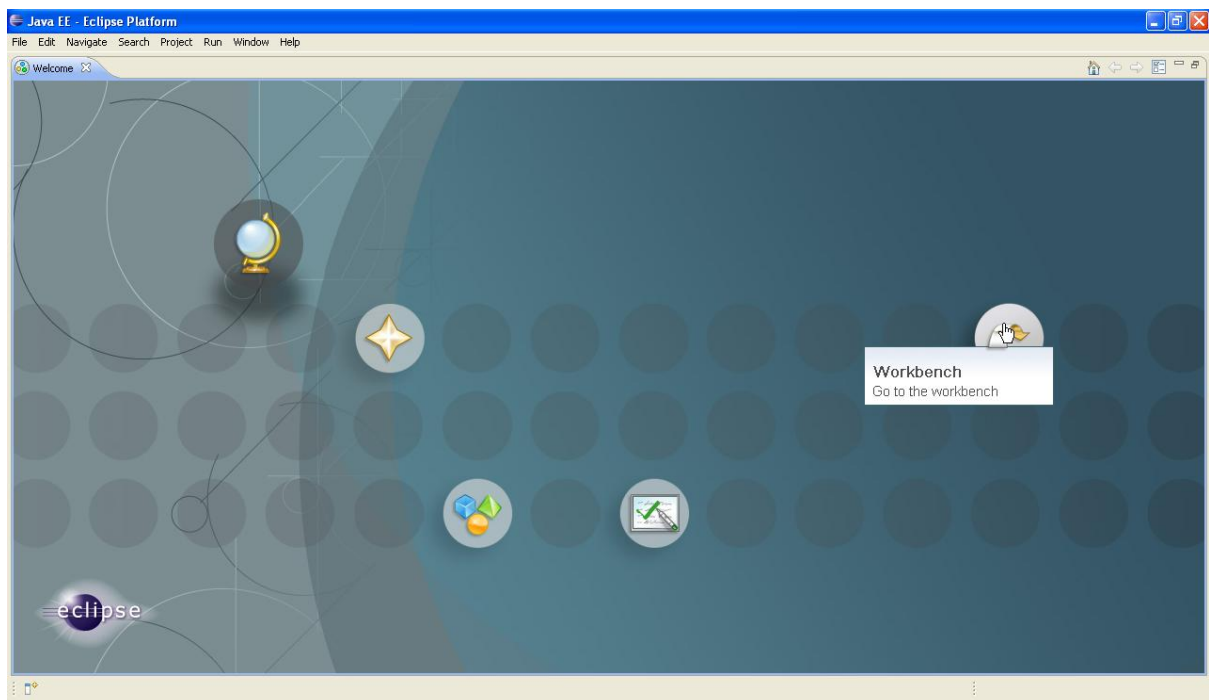 Java EE - Eclipse Platform
File Edit Navigate Search Project Run Window Help
Welcome
Workbench
Go to the workbench
eclipse